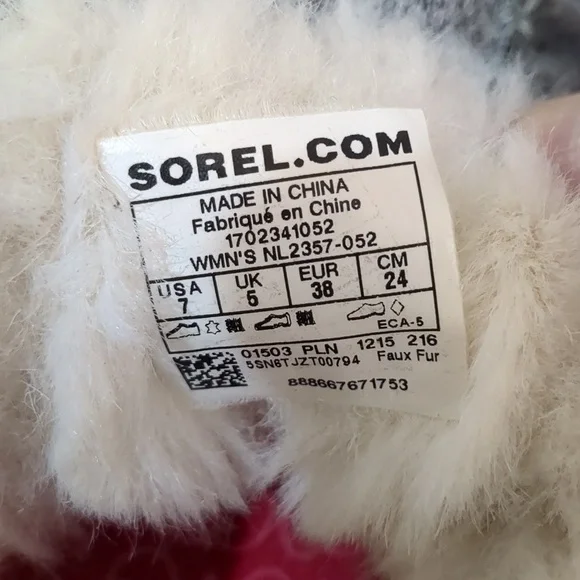 SOREL.COM
MADE IN CHINA
Fabriqué en Chine
1702341052
WMN'S NL2357-052
USA UK EUR CM
7 5 38 24
ECA-5
01503 PLN 1215 216
5SN6TJZT00794 Faux Fur
888667671753